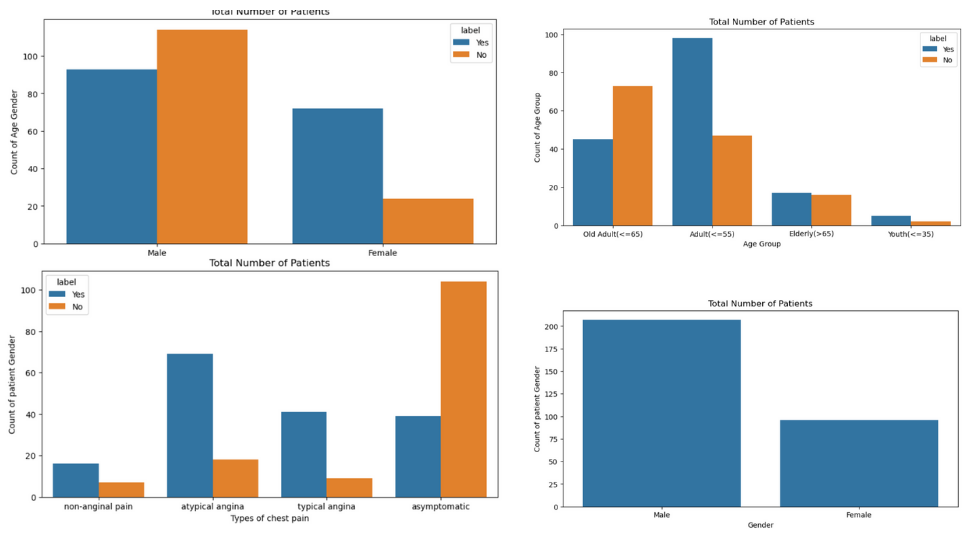 Total Number of Patients
label
Yes
No
Count of Age Gender
100
80
60
40
20
0
Male Female
Total Number of Patients
label
Yes
No
Count of Age Group
100
80
60
40
20
0
Old Adult(<=65) Adult(<=55) Elderly(>65) Youth(<=35)
Age Group
Total Number of Patients
label
Yes
No
Count of patient Gender
100
80
60
40
20
0
non-anginal pain atypical angina typical angina asymptomatic
Types of chest pain
Total Number of Patients
Count of patient Gender
200
175
150
125
100
75
50
25
0
Male Female
Gender